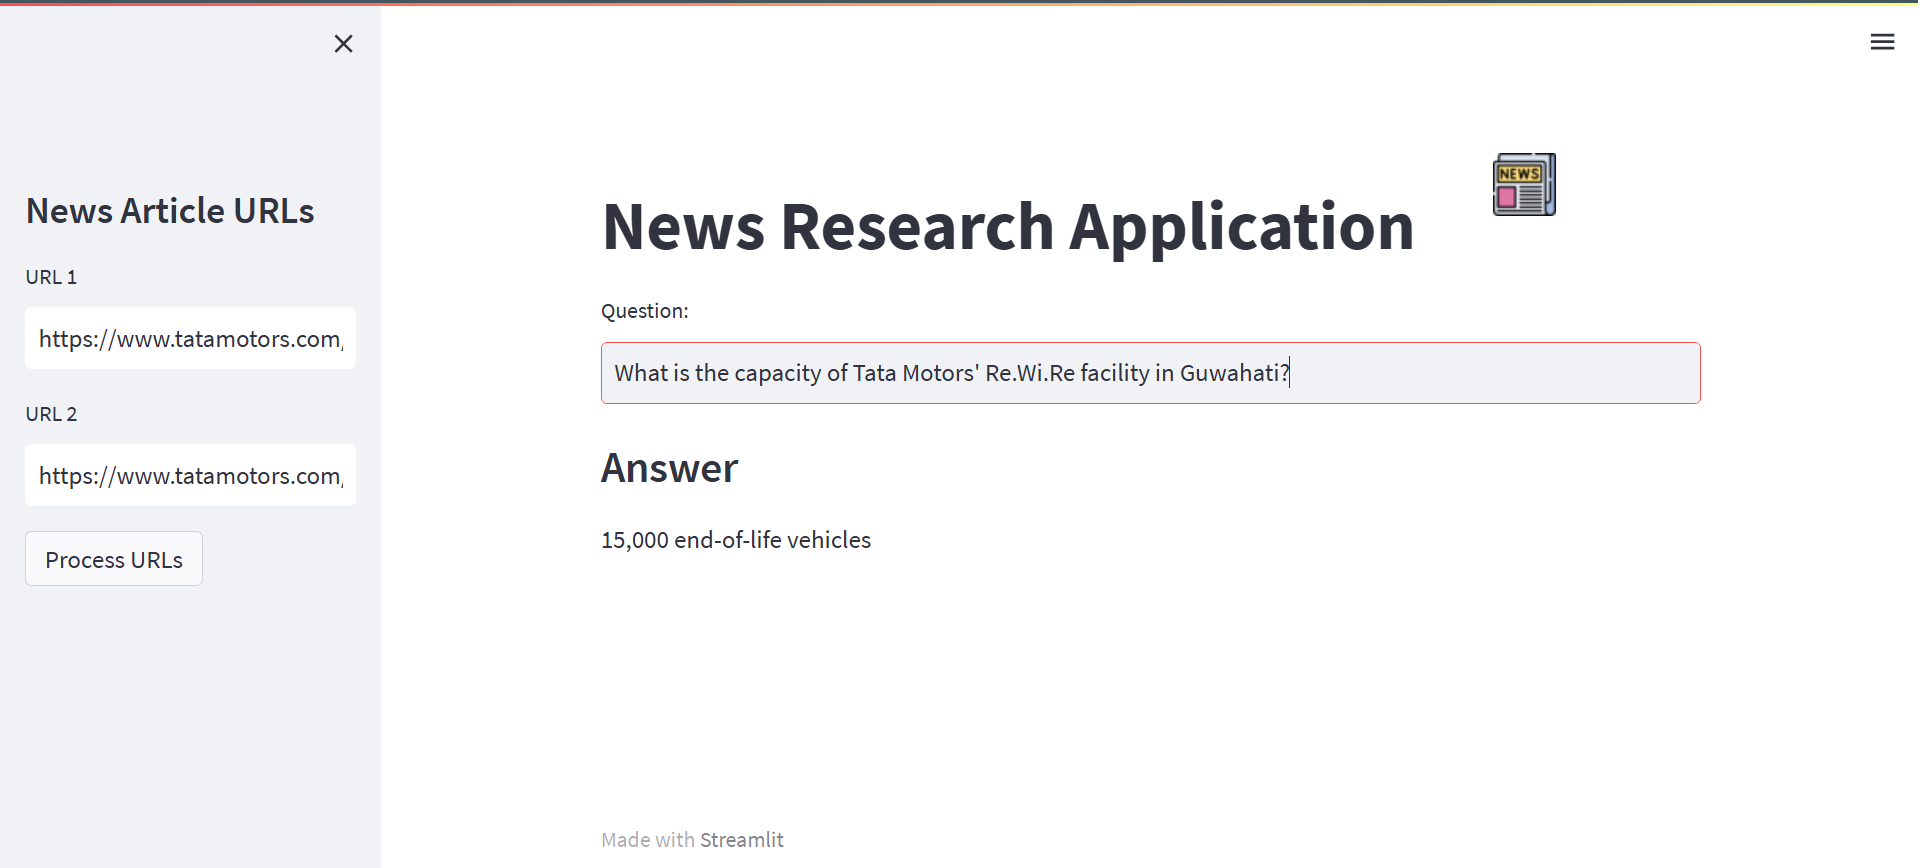 News Article URLs
URL 1
https://www.tatamotors.com,
URL 2
https://www.tatamotors.com,
Process URLs
NEWS
News Research Application
Question:
What is the capacity of Tata Motors' Re.Wi.Re facility in Guwahati?
Answer
15,000 end-of-life vehicles
Made with Streamlit